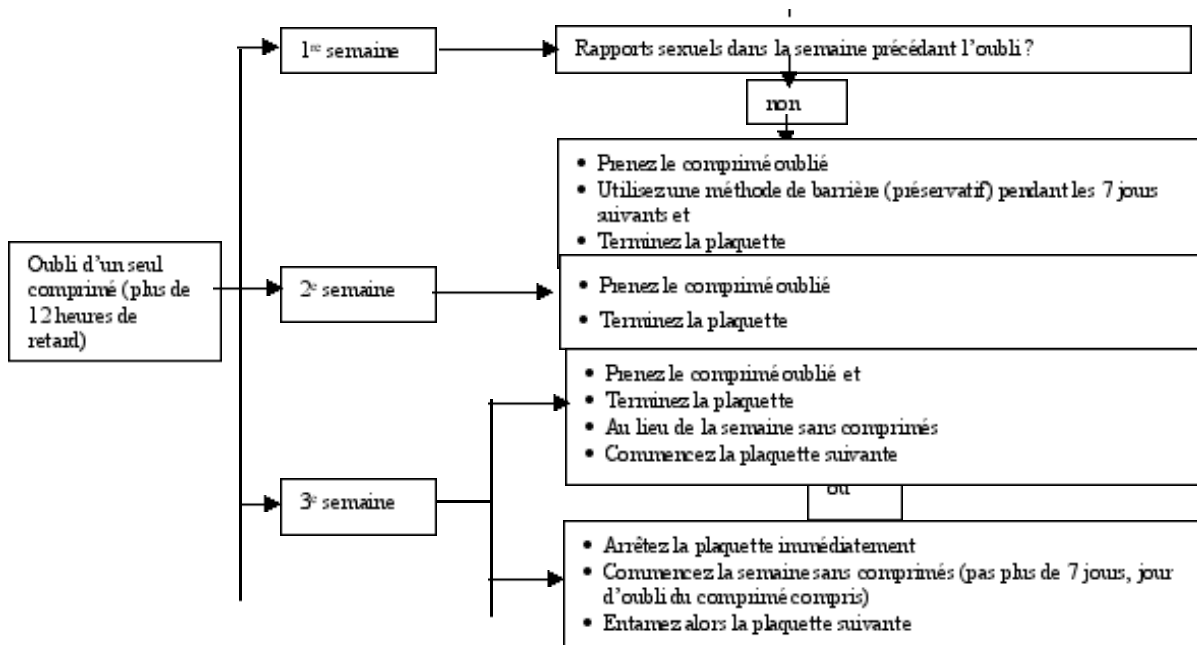 1re semaine
Rapports sexuels dans la semaine précédant l'oubli ?
non
• Prenez le comprimé oublié
• Utilisez une méthode de barrière (préservatif) pendant les 7 jours
suivants et
• Terminez la plaquette
Oubli d'un seul
comprimé (plus de
12 heures de
retard)
2e semaine
• Prenez le comprimé oublié
• Terminez la plaquette
• Prenez le comprimé oublié et
• Terminez la plaquette
• Au lieu de la semaine sans comprimés
• Commencez la plaquette suivante
ou
3e semaine
• Arrêtez la plaquette immédiatement
• Commencez la semaine sans comprimés (pas plus de 7 jours, jour
d'oubli du comprimé compris)
• Entamez alors la plaquette suivante